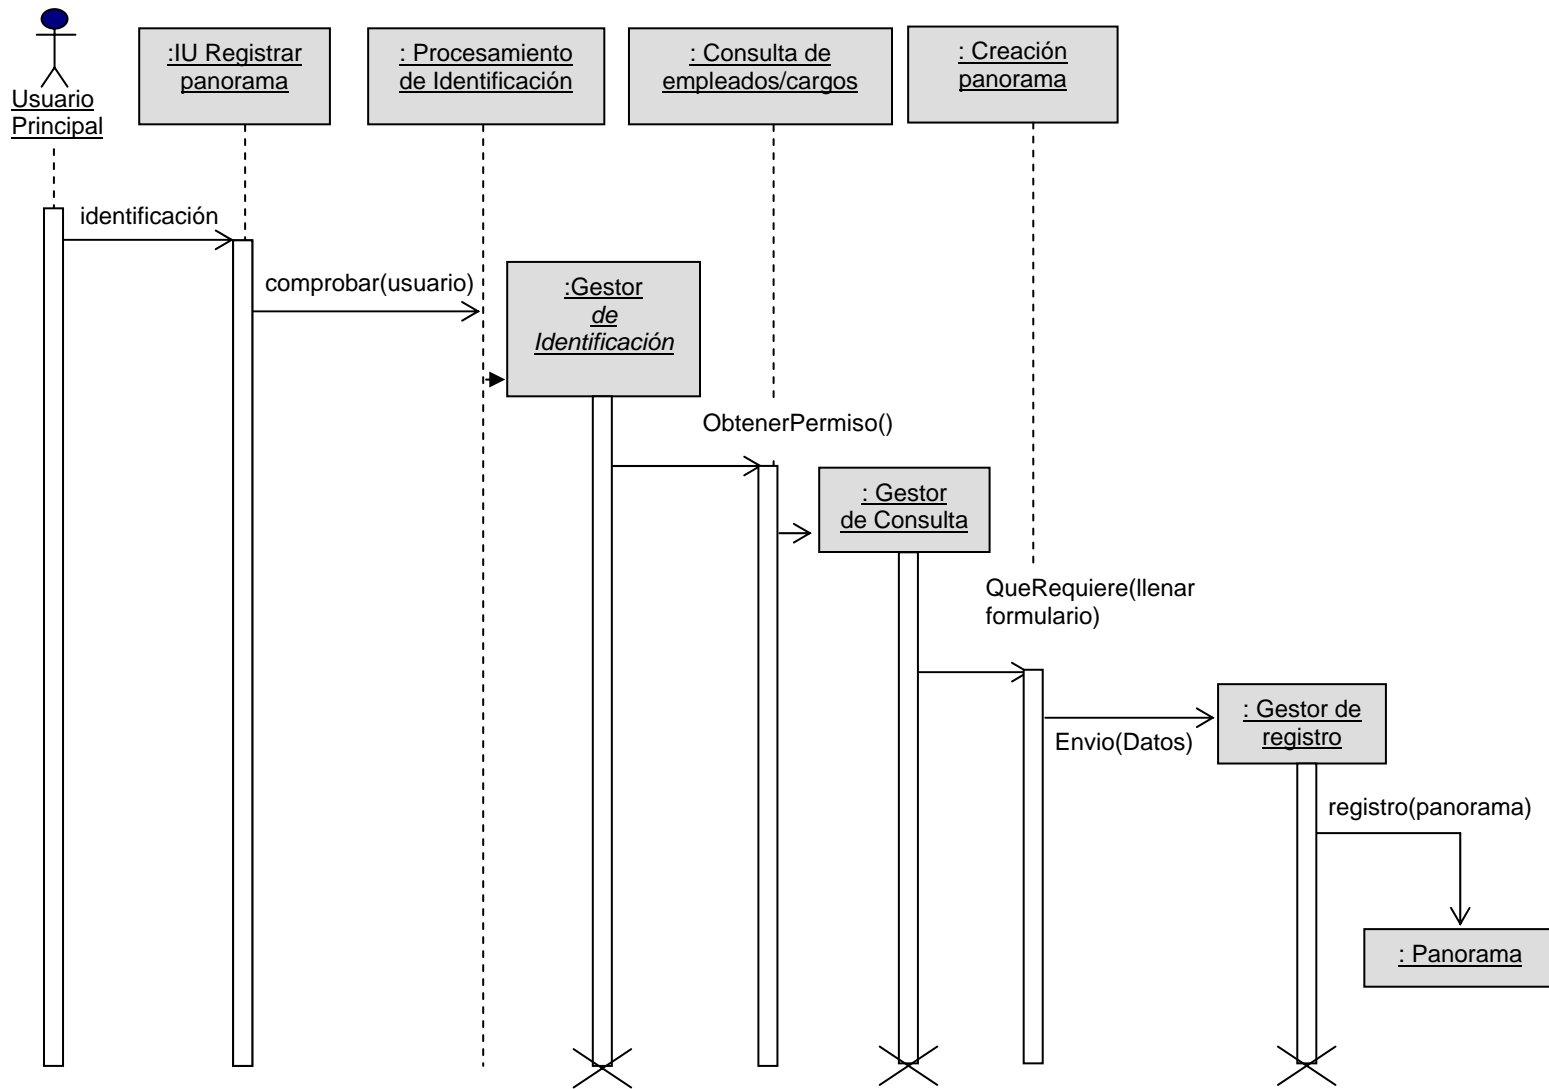 :IU Registrar
panorama
: Procesamiento
de Identificación
: Consulta de
empleados/cargos
: Creación
panorama
Usuario
Principal
identificación
comprobar(usuario)
:Gestor
de
Identificación
ObtenerPermiso()
: Gestor
de Consulta
QueRequiere(llenar
formulario)
Envio(Datos)
: Gestor de
registro
registro(panorama)
: Panorama